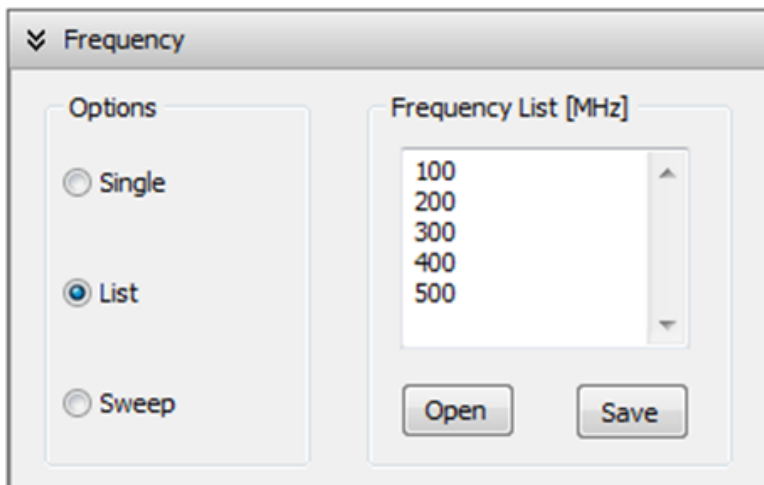 Frequency
Options
Single
List
Sweep
Frequency List [MHz]
100
200
300
400
500
Open
Save